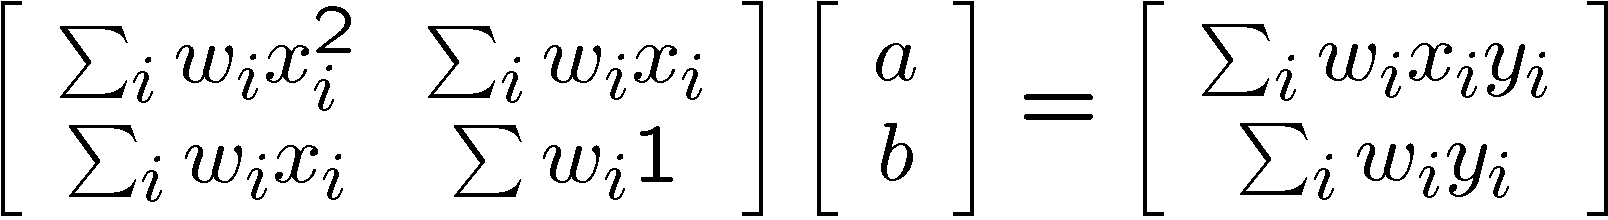 [ ∑ᵢ wᵢxᵢ² ∑ᵢ wᵢxᵢ ] [ a ] = [ ∑ᵢ wᵢxᵢyᵢ ]
[ ∑ᵢ wᵢxᵢ ∑ wᵢ1 ] [ b ] [ ∑ᵢ wᵢyᵢ ]